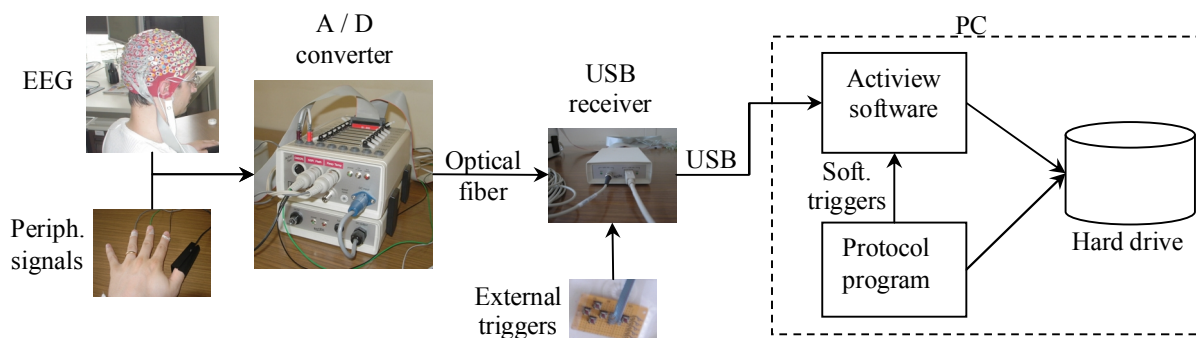 EEG
Periph.
signals
A / D
converter
Optical
fiber
USB
receiver
External
triggers
USB
PC
Actiview
software
Soft.
triggers
Protocol
program
Hard drive